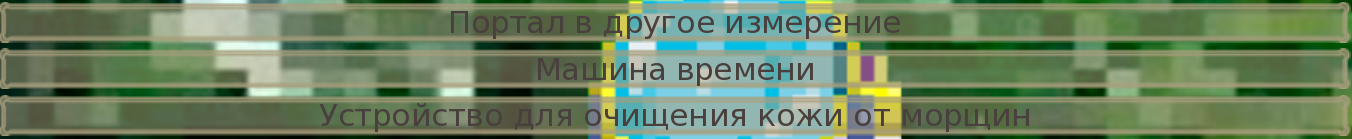 Портал в другое измерение
Машина времени
Устройство для очищения кожи от морщин